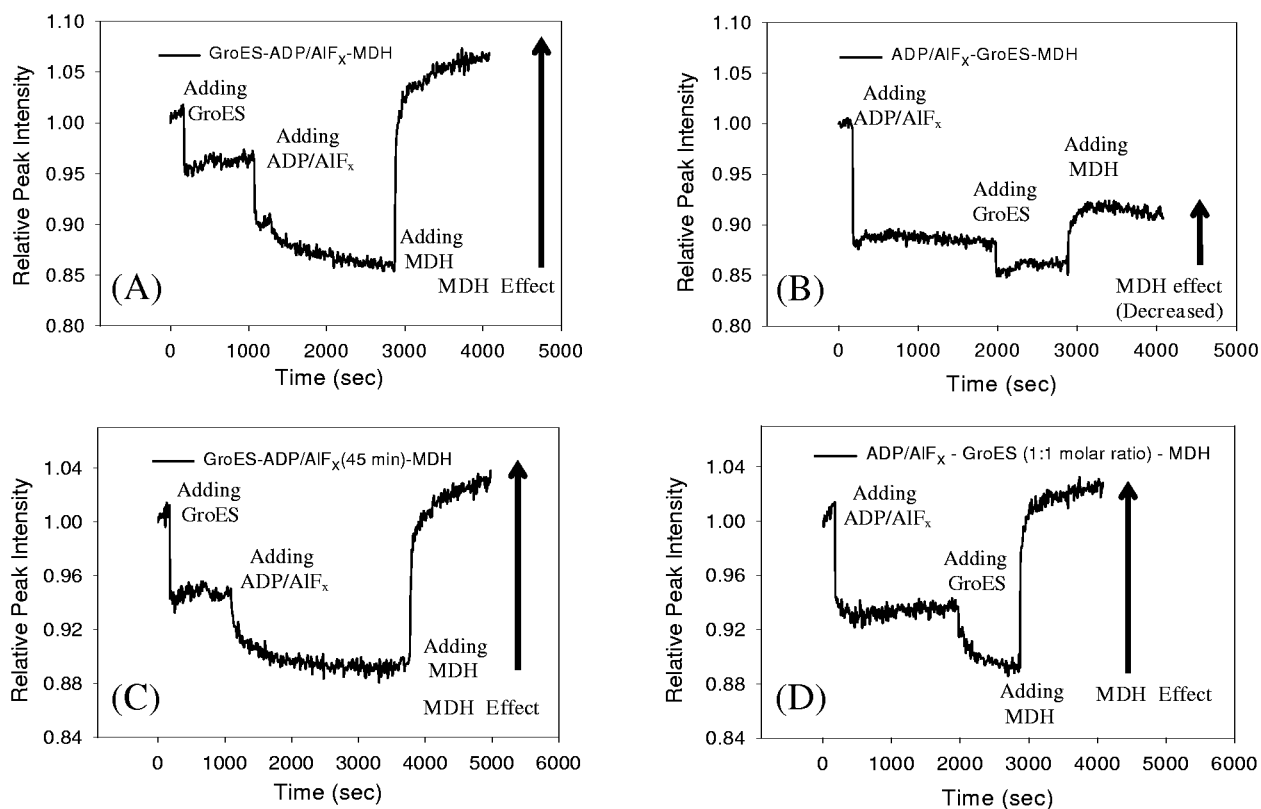 GroES-ADP/AlFx-MDH
Adding
GroES
Adding
ADP/AlFx
Adding
MDH
MDH Effect
(A)
Relative Peak Intensity
1.10
1.05
1.00
0.95
0.90
0.85
0.80
0
1000
2000
3000
4000
5000
Time (sec)
ADP/AlFx-GroES-MDH
Adding
ADP/AlFx
Adding
GroES
Adding
MDH
MDH effect
(Decreased)
(B)
Relative Peak Intensity
1.10
1.05
1.00
0.95
0.90
0.85
0.80
0
1000
2000
3000
4000
5000
Time (sec)
GroES-ADP/AlFx(45 min)-MDH
Adding
GroES
Adding
ADP/AlFx
Adding
MDH
MDH Effect
(C)
Relative Peak Intensity
1.04
1.00
0.96
0.92
0.88
0.84
0
1000
2000
3000
4000
5000
6000
Time (sec)
ADP/AlFx - GroES (1:1 molar ratio) - MDH
Adding
ADP/AlFx
Adding
GroES
Adding
MDH
MDH Effect
(D)
Relative Peak Intensity
1.04
1.00
0.96
0.92
0.88
0.84
0
1000
2000
3000
4000
5000
6000
Time (sec)